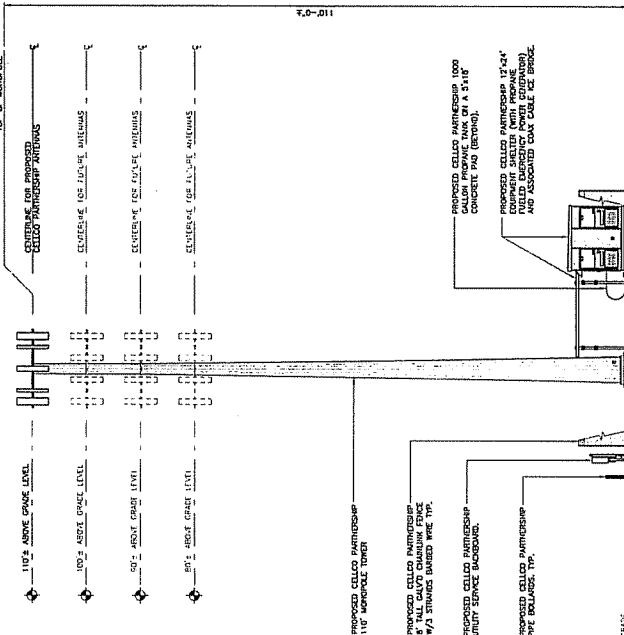 CENTERLINE FOR PROPOSED
CELLCO PARTNERSHIP ANTENNAS
110'± ABOVE GRADE LEVEL
CENTERLINE FOR FUTURE ANTENNAS
100'± ABOVE GRADE LEVEL
CENTERLINE FOR FUTURE ANTENNAS
90'± ABOVE GRADE LEVEL
CENTERLINE FOR FUTURE ANTENNAS
80'± ABOVE GRADE LEVEL
110'-0"±
PROPOSED CELLCO PARTNERSHIP 1000
GALLON PROPANE TANK ON A 5'x16'
CONCRETE PAD (BEYOND).
PROPOSED CELLCO PARTNERSHIP 12'x24'
EQUIPMENT SHELTER (WITH PROPANE
FUELED EMERGENCY POWER GENERATOR)
AND ASSOCIATED COAX CABLE ICE BRIDGE.
PROPOSED CELLCO PARTNERSHIP
110' MONOPOLE TOWER
PROPOSED CELLCO PARTNERSHIP
8' TALL GALV'D CHAINLINK FENCE
W/3 STRANDS BARBED WIRE TYP.
PROPOSED CELLCO PARTNERSHIP
UTILITY SERVICE BACKBOARD.
PROPOSED CELLCO PARTNERSHIP
PIPE BOLLARDS, TYP.